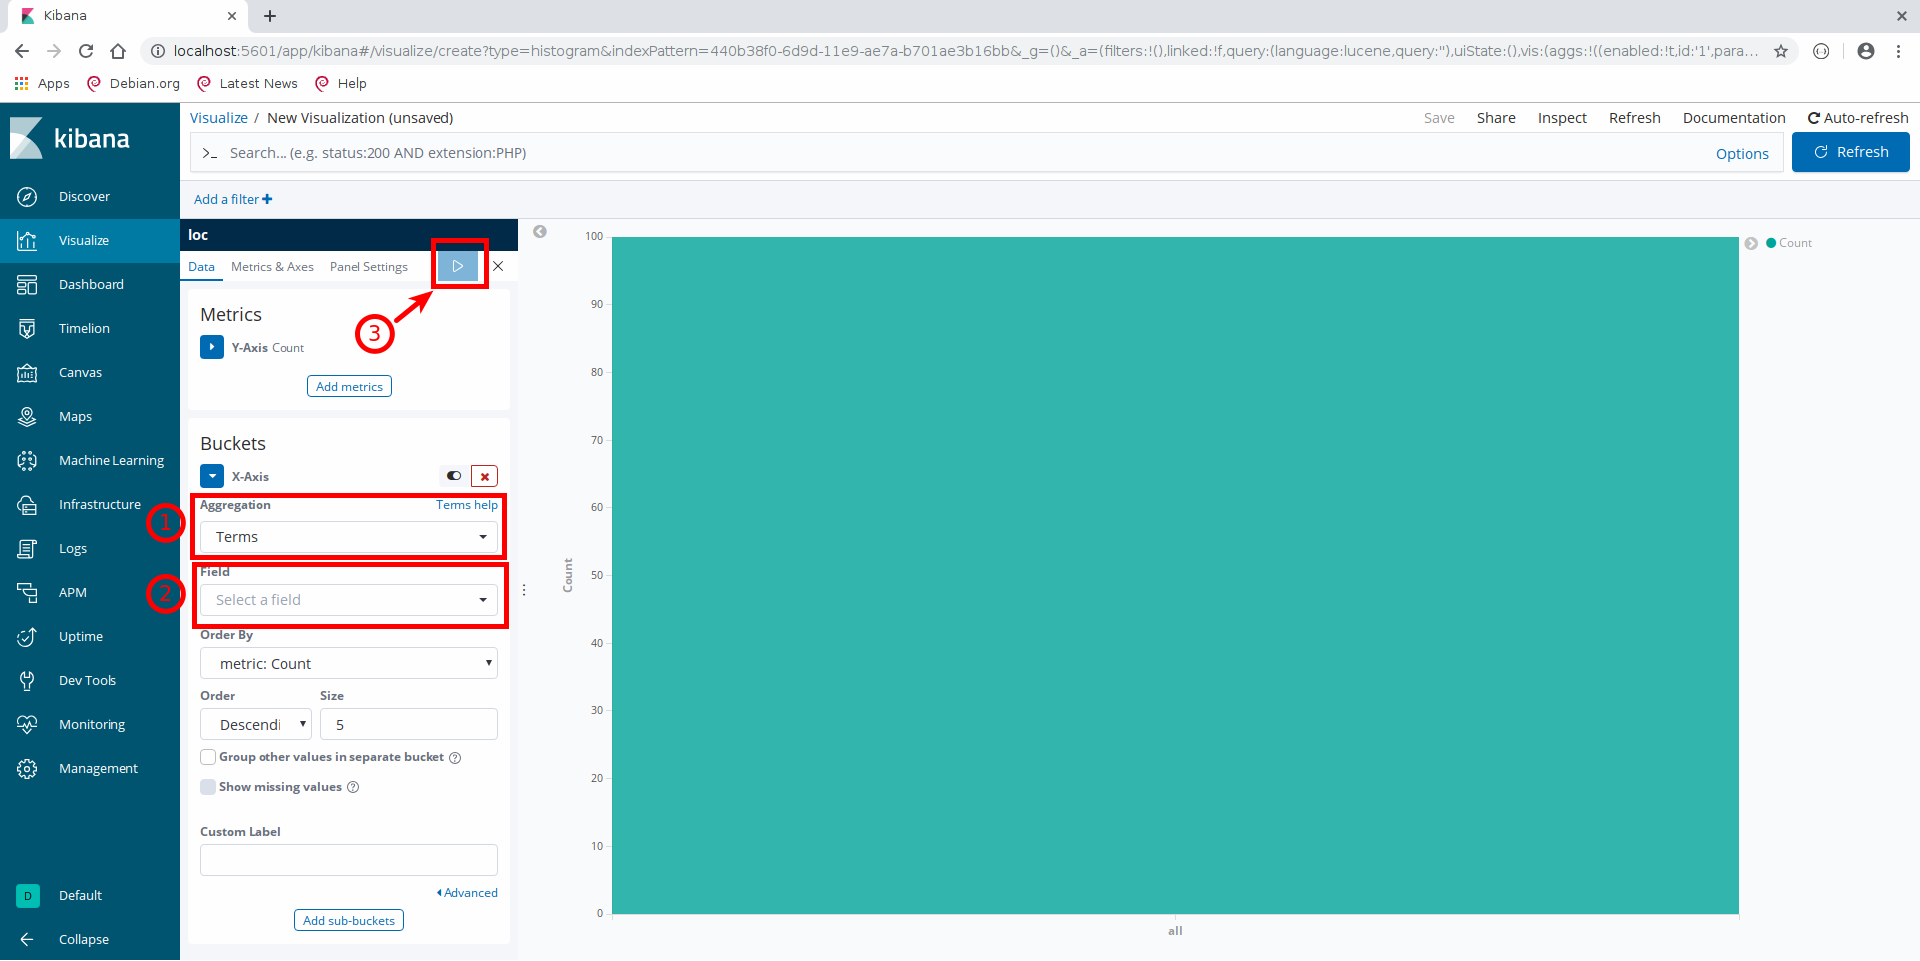 Kibana
localhost:5601/app/kibana#/visualize/create?type=histogram&indexPattern=440b38f0-6d9d-11e9-ae7a-b701ae3b16bb&_g=()&_a=(filters:!(),linked:!f,query:(language:lucene,query:''),uiState:(),vis:(aggs:!((enabled:!t,id:'1',para...
Apps
Debian.org
Latest News
Help
kibana
Visualize / New Visualization (unsaved)
Save
Share
Inspect
Refresh
Documentation
Auto-refresh
>_ Search... (e.g. status:200 AND extension:PHP)
Options
Refresh
Add a filter
Discover
Visualize
Dashboard
Timelion
Canvas
Maps
Machine Learning
Infrastructure
Logs
APM
Uptime
Dev Tools
Monitoring
Management
D Default
Collapse
loc
Data
Metrics & Axes
Panel Settings
3
Metrics
Y-Axis Count
Add metrics
Buckets
X-Axis
1
Aggregation
Terms help
Terms
2
Field
Select a field
Order By
metric: Count
Order
Size
Descendi
5
Group other values in separate bucket
Show missing values
Custom Label
Advanced
Add sub-buckets
100
90
80
70
60
50
40
30
20
10
0
Count
all
Count